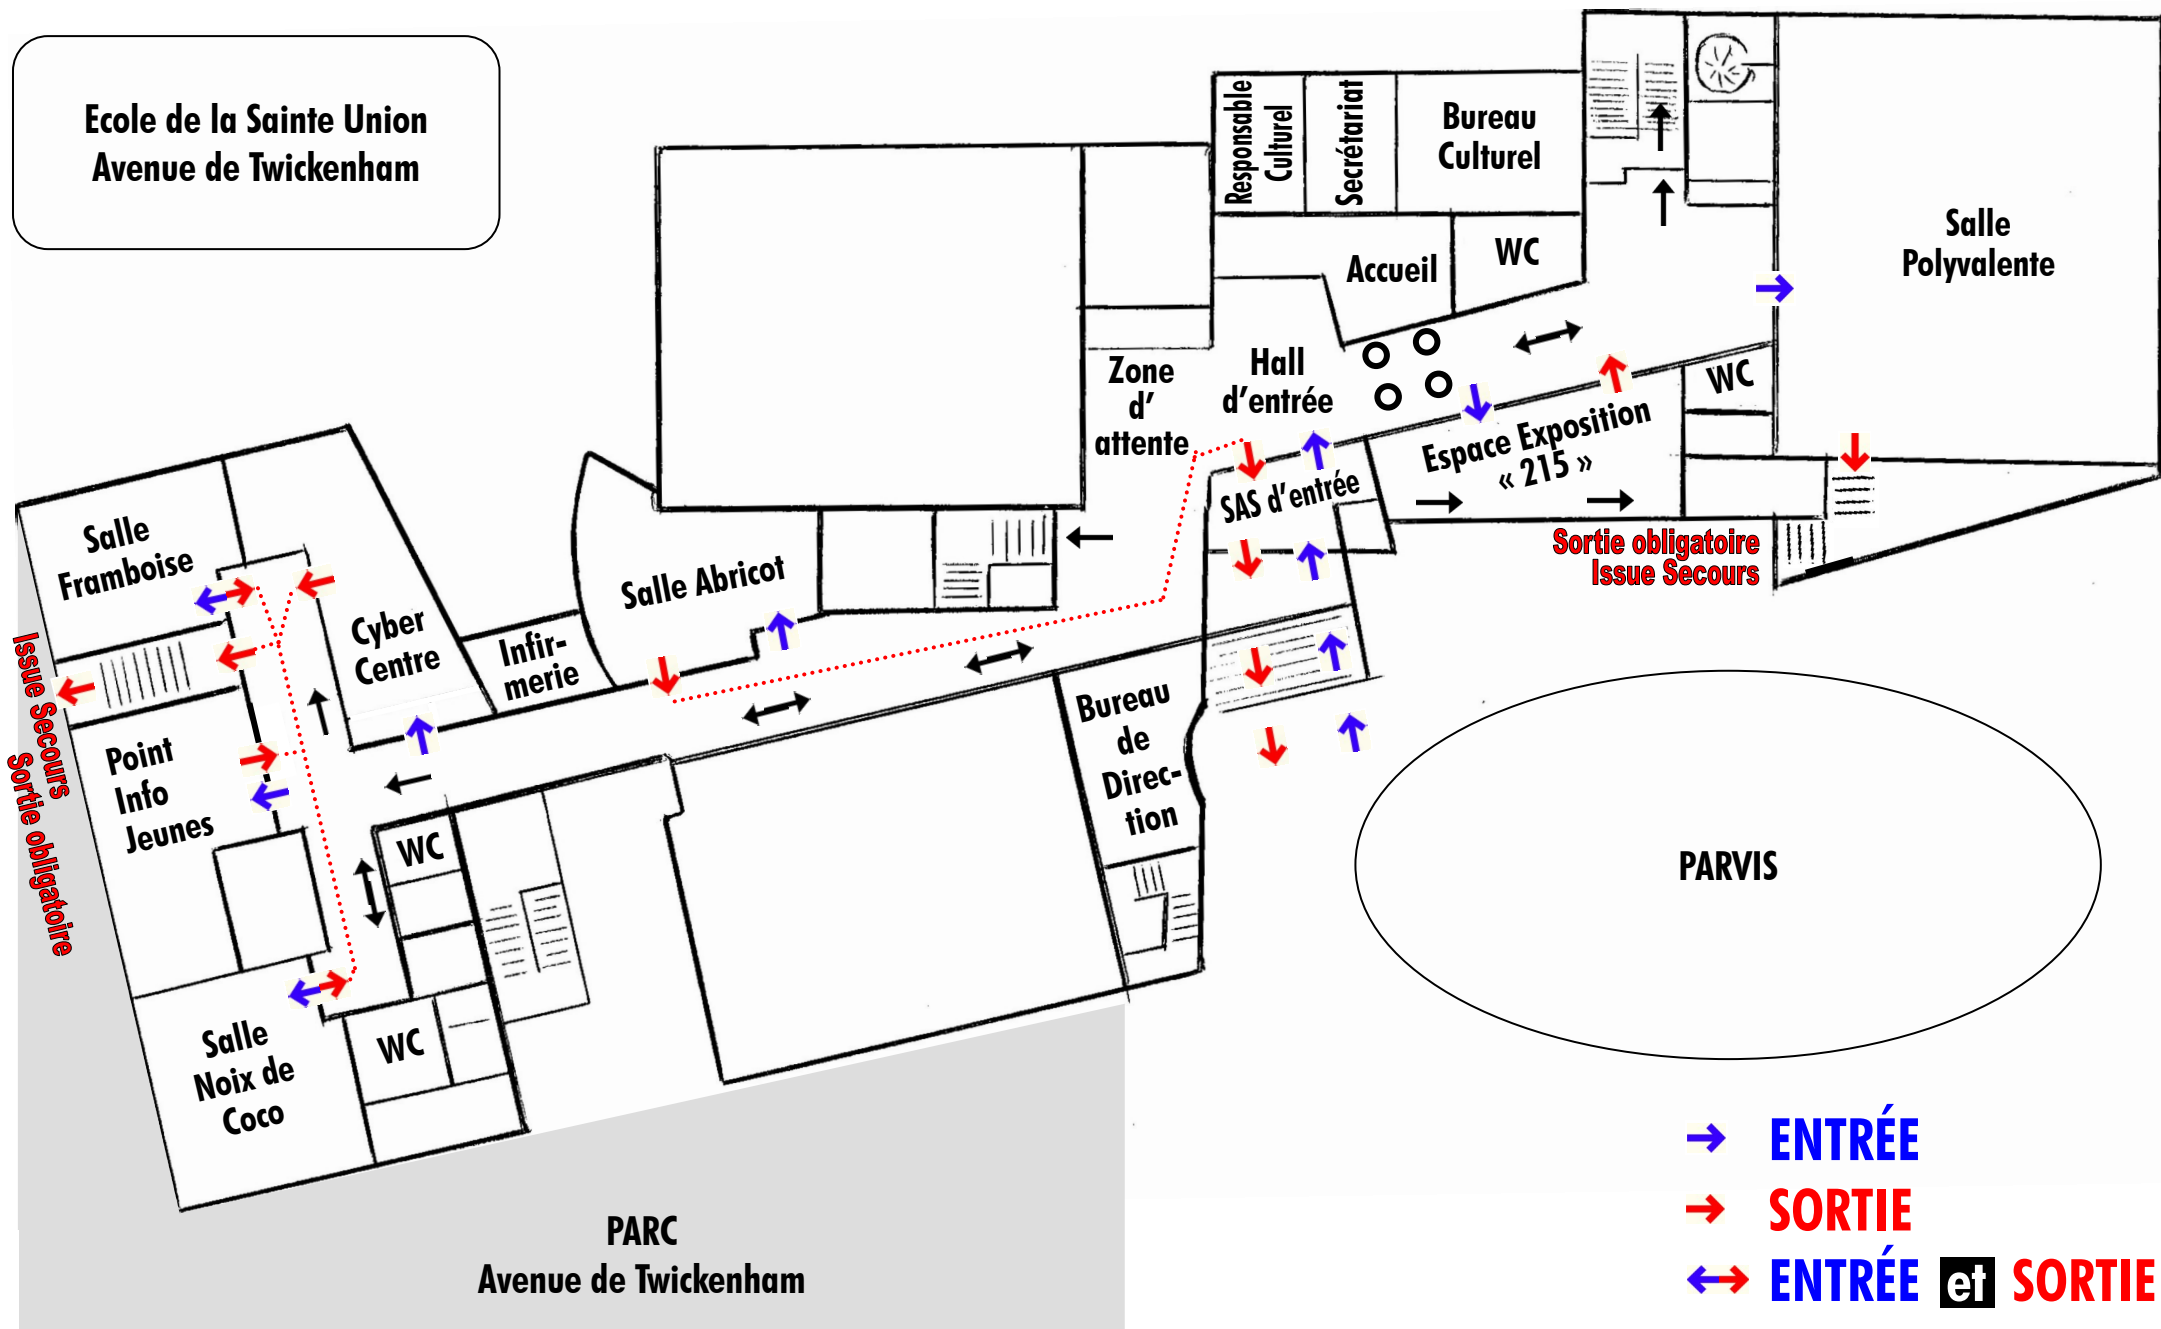 Ecole de la Sainte Union
Avenue de Twickenham
Responsable
Culturel
Secrétariat
Bureau
Culturel
Accueil
WC
Salle
Polyvalente
Zone
d’
attente
Hall
d’entrée
WC
Espace Exposition
« 215 »
SAS d’entrée
Sortie obligatoire
Issue Secours
Salle
Framboise
Cyber
Centre
Infir-
merie
Salle Abricot
Issue Secours
Sortie obligatoire
Point
Info
Jeunes
WC
Bureau
de
Direc-
tion
PARVIS
Salle
Noix de
Coco
WC
PARC
Avenue de Twickenham
ENTRÉE
SORTIE
ENTRÉE et SORTIE